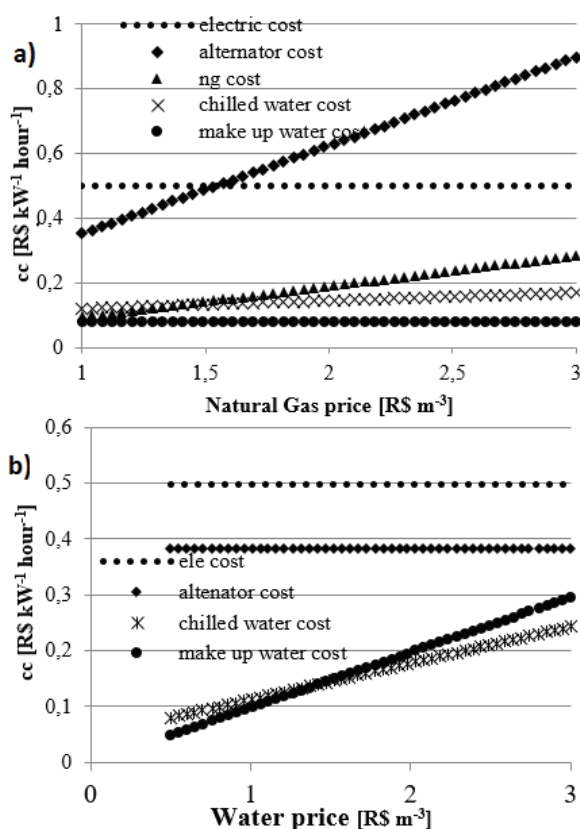 a)
1
electric cost
alternator cost
0,8
ng cost
chilled water cost
0,6
make up water cost
0,4
0,2
0
cc [R$ kW-1 hour-1]
1
1,5
2
2,5
3
Natural Gas price [R$ m-3]
b)
0,6
0,5
0,4
ele cost
0,3
altenator cost
chilled water cost
0,2
make up water cost
0,1
0
cc [R$ kW-1 hour-1]
0
1
2
3
Water price [R$ m-3]